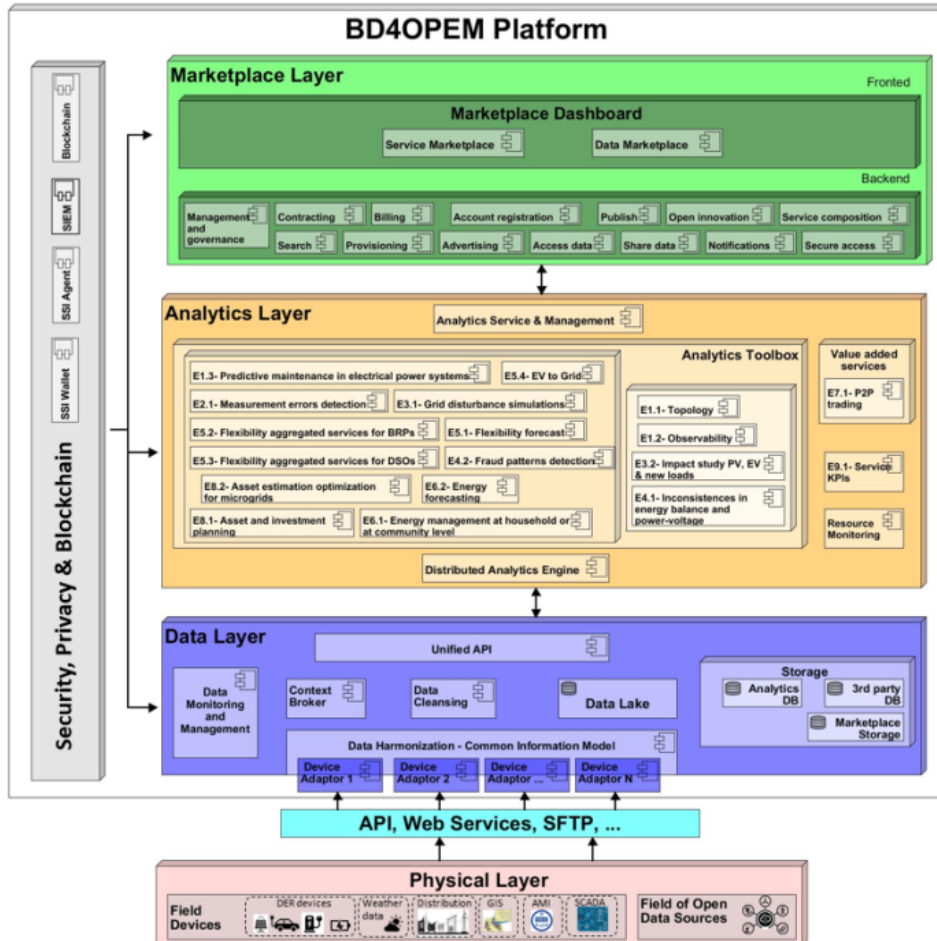 BD4OPEM Platform
Security, Privacy & Blockchain
Blockchain
SIEM
SSI Agent
SSI Wallet
Marketplace Layer
Fronted
Marketplace Dashboard
Service Marketplace
Data Marketplace
Backend
Management
and
governance
Contracting
Billing
Account registration
Publish
Open innovation
Service composition
Search
Provisioning
Advertising
Access data
Share data
Notifications
Secure access
Analytics Layer
Analytics Service & Management
Analytics Toolbox
E1.3- Predictive maintenance in electrical power systems
E5.4- EV to Grid
E2.1- Measurement errors detection
E3.1- Grid disturbance simulations
E5.2- Flexibility aggregated services for BRPs
E5.1- Flexibility forecast
E5.3- Flexibility aggregated services for DSOs
E4.2- Fraud patterns detection
E8.2- Asset estimation optimization
for microgrids
E6.2- Energy
forecasting
E8.1- Asset and investment
planning
E6.1- Energy management at household or
at community level
E1.1- Topology
E1.2- Observability
E3.2- Impact study PV, EV
& new loads
E4.1- Inconsistences in
energy balance and
power-voltage
Value added
services
E7.1- P2P
trading
E9.1- Service
KPIs
Resource
Monitoring
Distributed Analytics Engine
Data Layer
Unified API
Data
Monitoring
and
Management
Context
Broker
Data
Cleansing
Data Lake
Storage
Analytics
DB
3rd party
DB
Marketplace
Storage
Data Harmonization - Common Information Model
Device
Adaptor 1
Device
Adaptor 2
Device
Adaptor ...
Device
Adaptor N
API, Web Services, SFTP, ...
Physical Layer
Field
Devices
DER devices
Weather
data
Distribution
GIS
AMI
SCADA
Field of Open
Data Sources